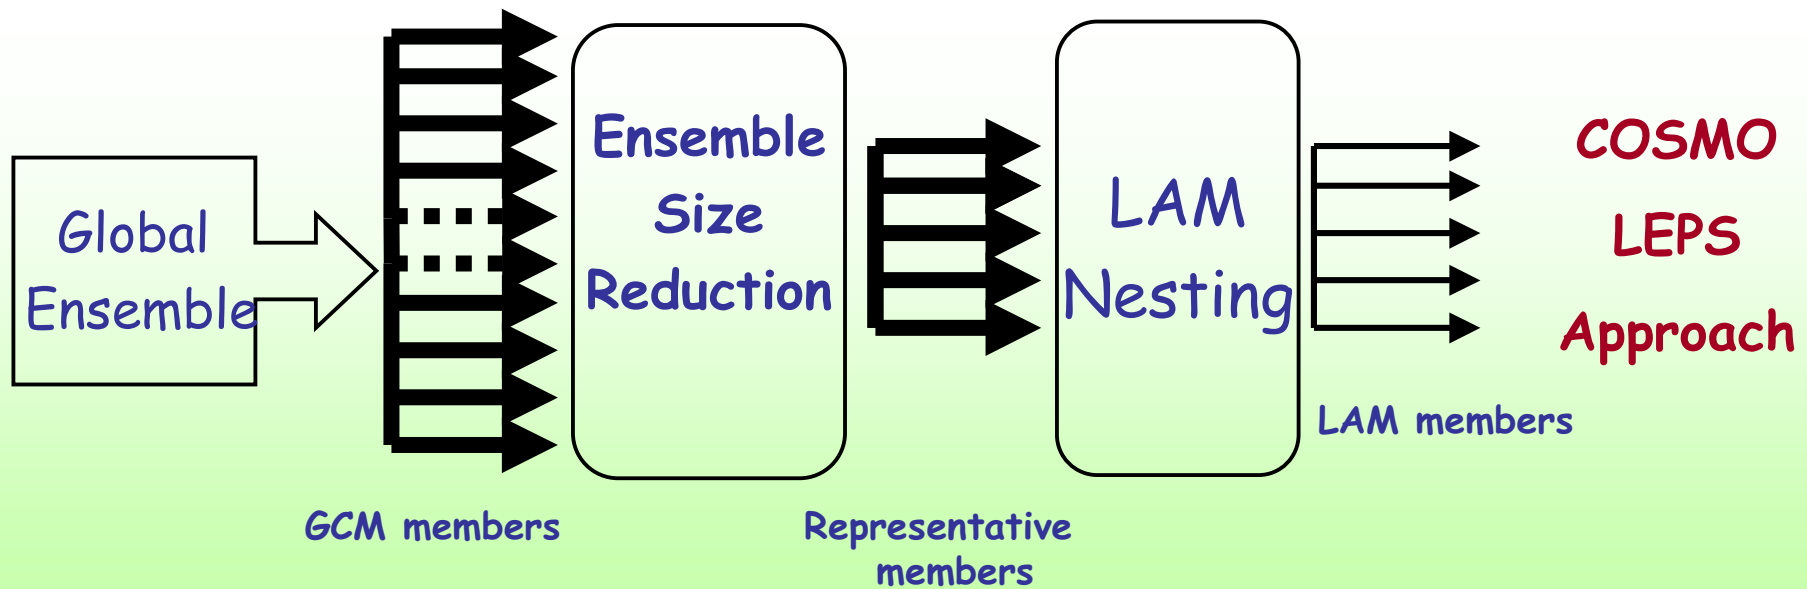 Global
Ensemble
GCM members
Ensemble
Size
Reduction
Representative
members
LAM
Nesting
LAM members
COSMO
LEPS
Approach